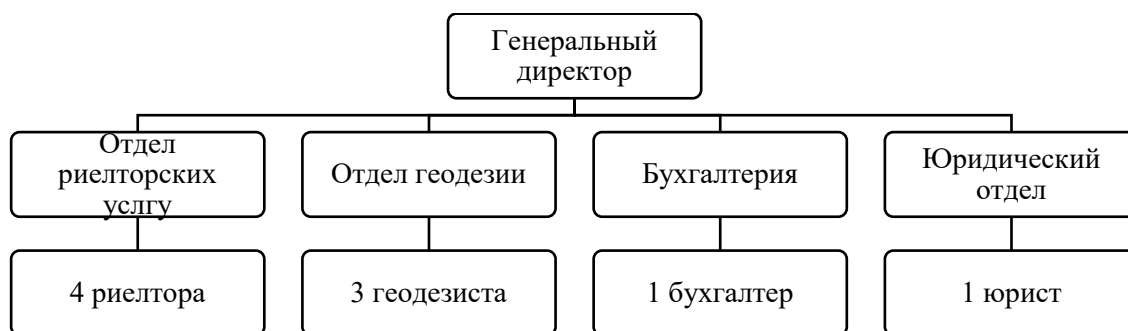 Генеральный
директор
Отдел
риелторских
услгу
Отдел геодезии
Бухгалтерия
Юридический
отдел
4 риелтора
3 геодезиста
1 бухгалтер
1 юрист